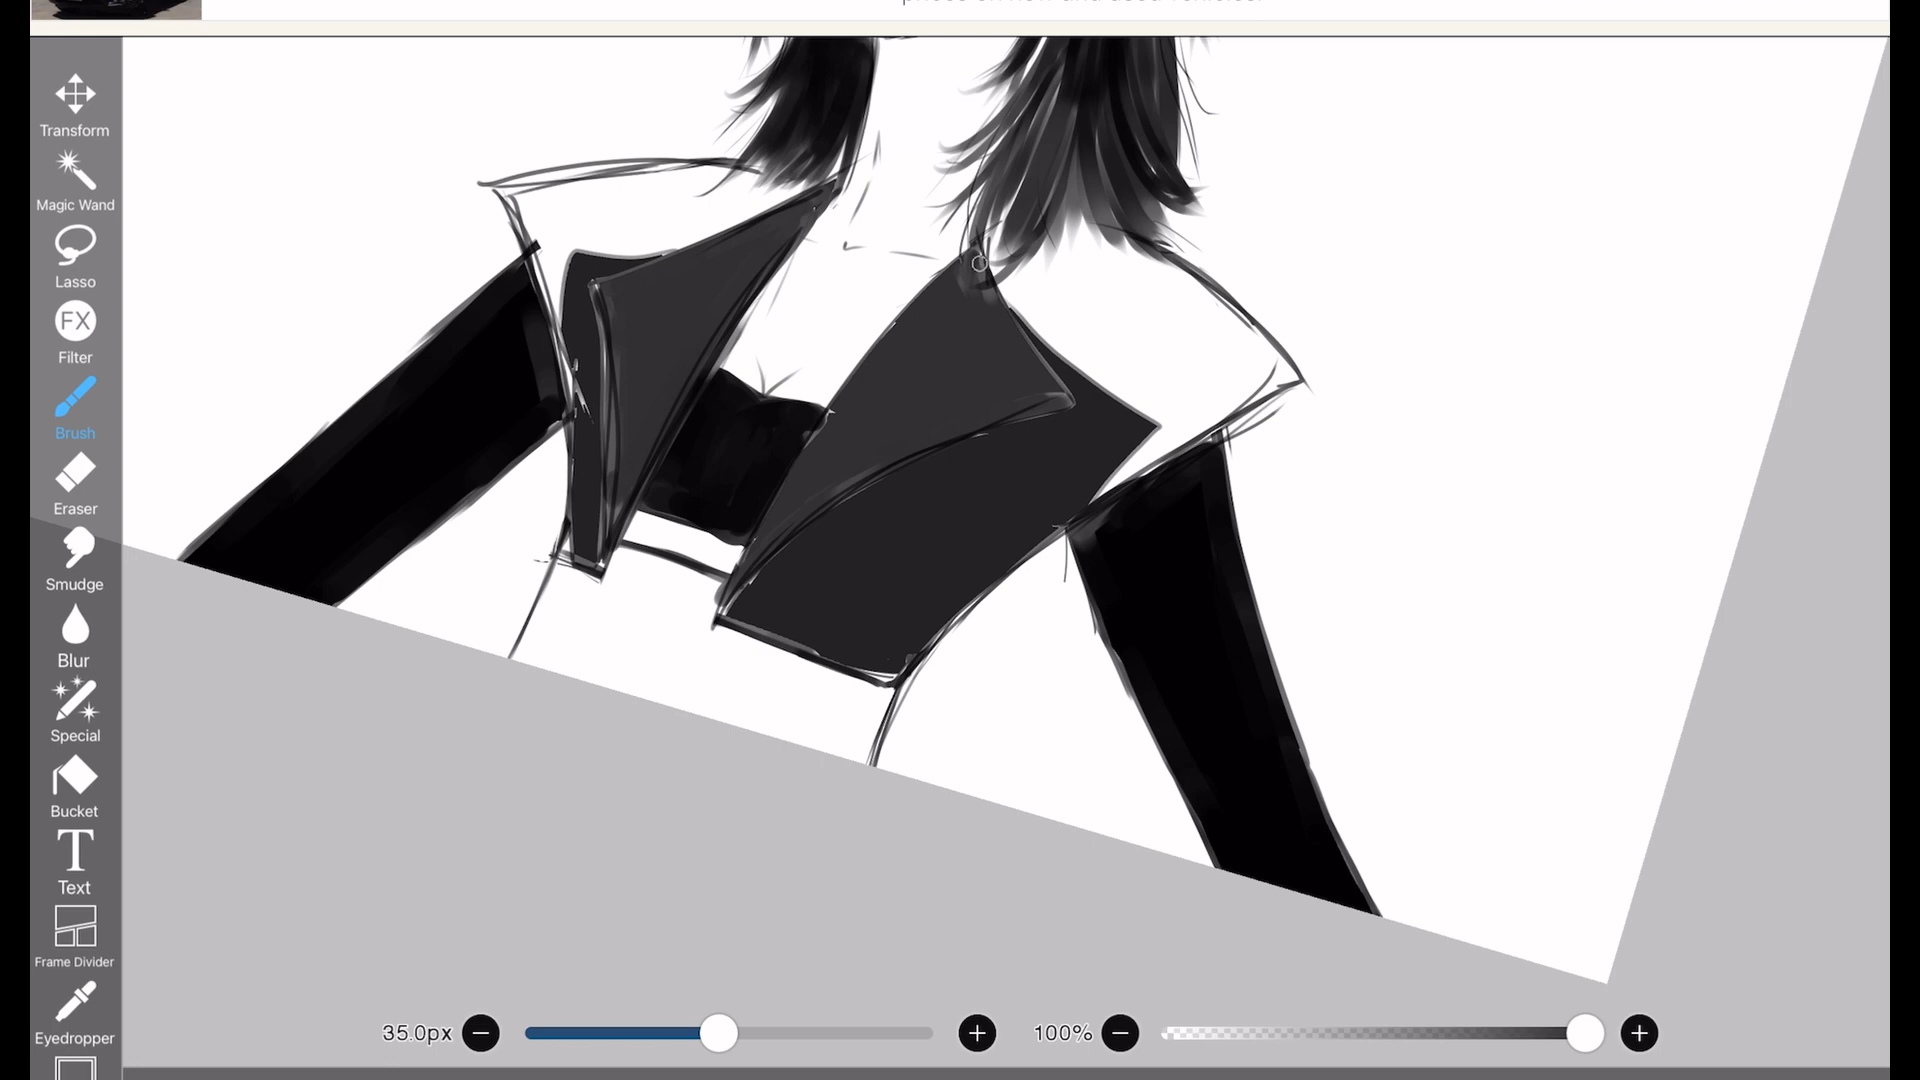 Transform
Magic Wand
Lasso
FX
Filter
Brush
Eraser
Smudge
Blur
Special
Bucket
T
Text
Frame Divider
Eyedropper
35.0px
100%